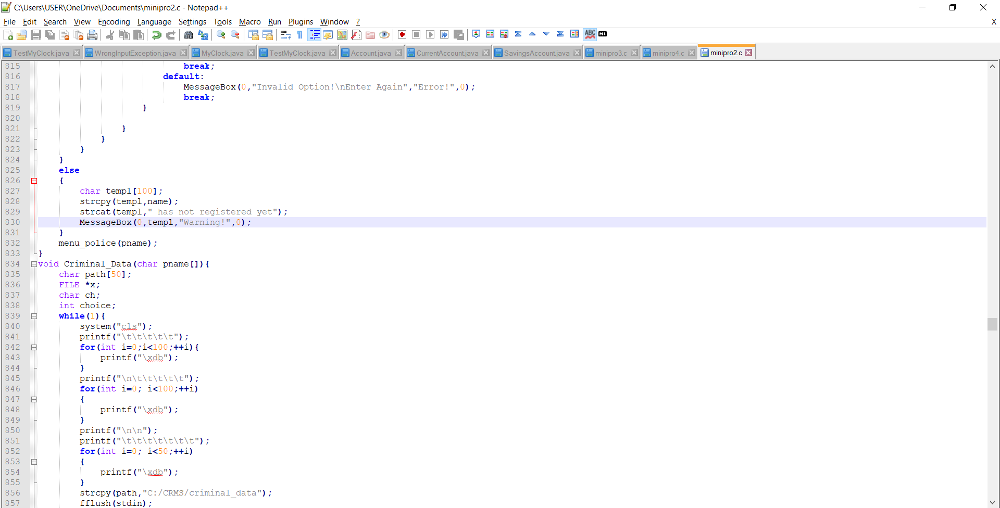 C:\Users\USER\OneDrive\Documents\minipro2.c - Notepad++
File Edit Search View Encoding Language Settings Tools Macro Run Plugins Window ? X
TestMyClock.java WrongInputException.java MyClock.java TestMyClock.java Account.java CurrentAccount.java SavingsAccount.java minipro3.c minipro4.c minipro2.c
815 break;
816 default:
817 MessageBox(0,"Invalid Option!\nEnter Again","Error!",0);
818 break;
819 }
820
821 }
822 }
823 }
824 }
825 else
826 {
827 char templ[100];
828 strcpy(templ,name);
829 strcat(templ," has not registered yet");
830 MessageBox(0,templ,"Warning!",0);
831 }
832 menu_police(pname);
833 }
834 void Criminal_Data(char pname[]){
835 char path[50];
836 FILE *x;
837 char ch;
838 int choice;
839 while(1){
840 system("cls");
841 printf("\t\t\t\t\t");
842 for(int i=0;i<100;++i){
843 printf("\xdb");
844 }
845 printf("\n\t\t\t\t\t");
846 for(int i=0; i<100;++i)
847 {
848 printf("\xdb");
849 }
850 printf("\n\n");
851 printf("\t\t\t\t\t\t\t");
852 for(int i=0; i<50;++i)
853 {
854 printf("\xdb");
855 }
856 strcpy(path,"C:/CRMS/criminal_data");
857 fflush(stdin);